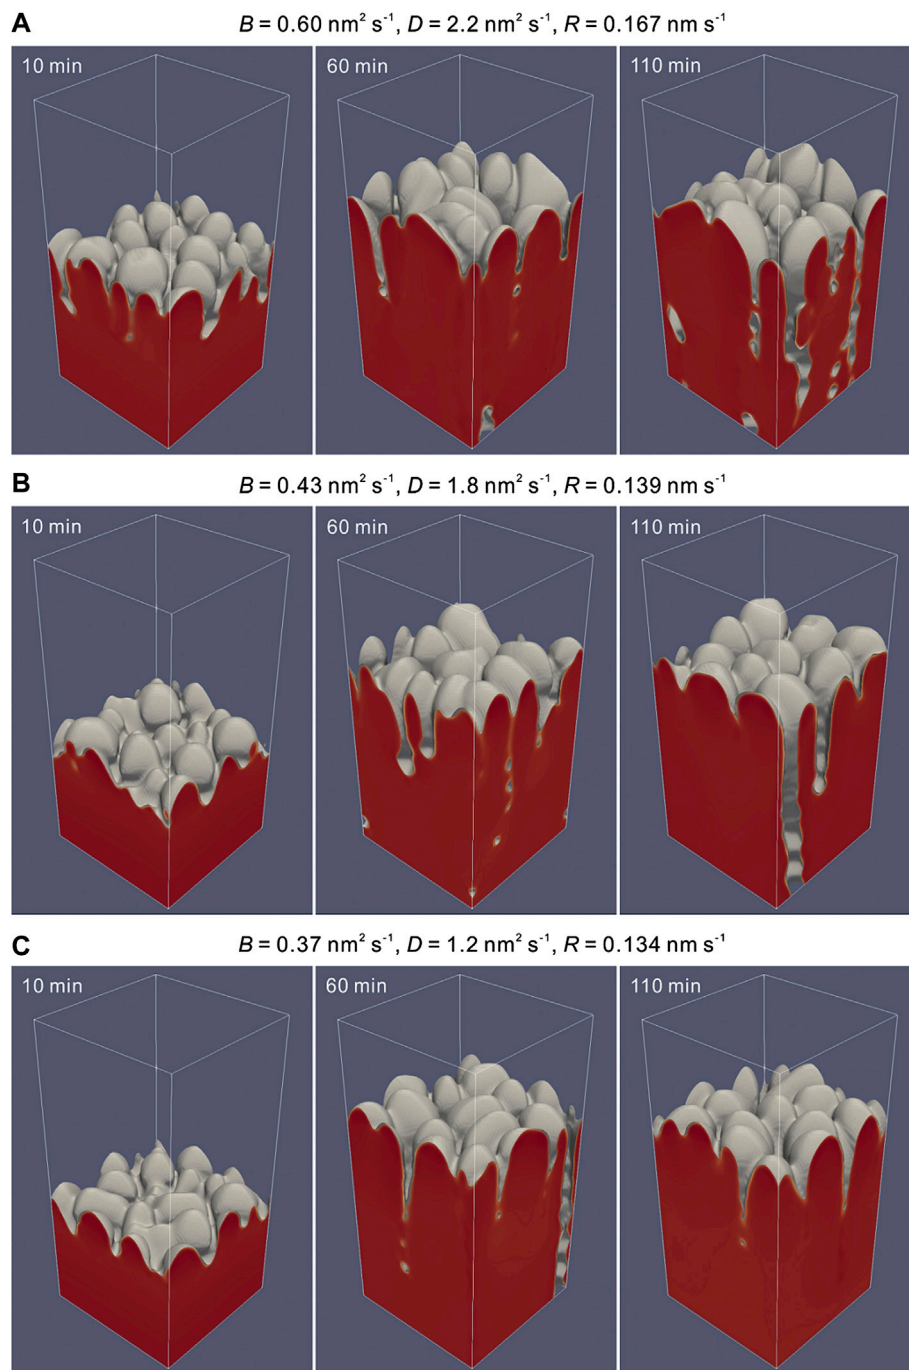 A
B = 0.60 nm² s⁻¹, D = 2.2 nm² s⁻¹, R = 0.167 nm s⁻¹
10 min
60 min
110 min
B
B = 0.43 nm² s⁻¹, D = 1.8 nm² s⁻¹, R = 0.139 nm s⁻¹
10 min
60 min
110 min
C
B = 0.37 nm² s⁻¹, D = 1.2 nm² s⁻¹, R = 0.134 nm s⁻¹
10 min
60 min
110 min